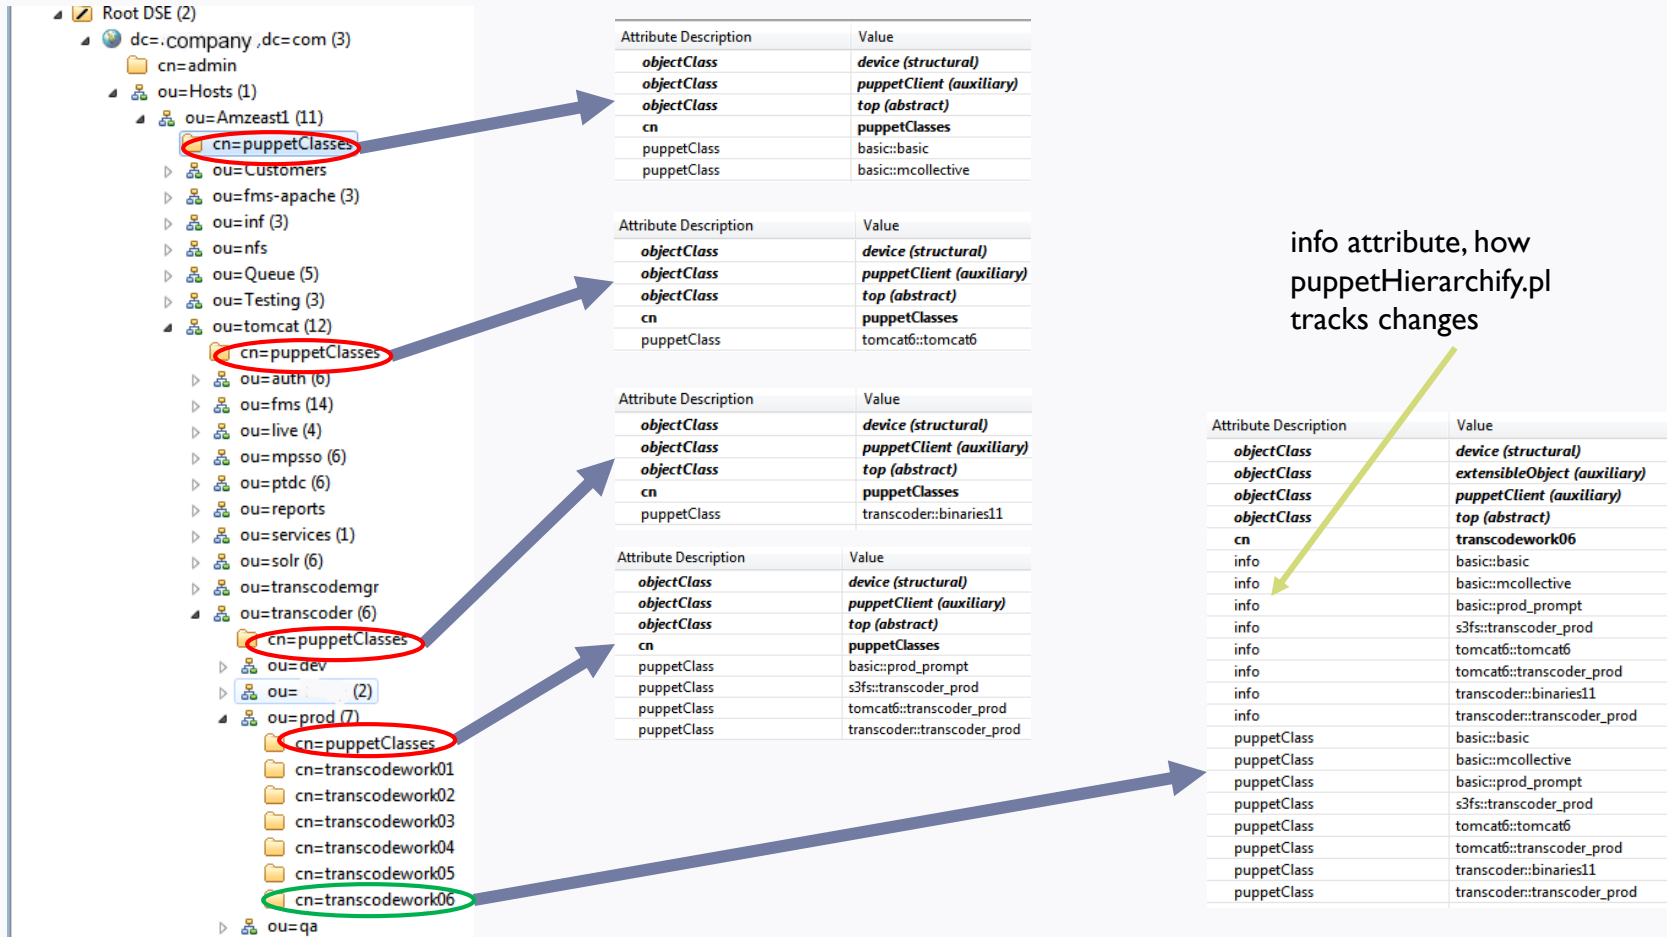 Root DSE (2)
dc=.company ,dc=com (3)
cn=admin
ou=Hosts (1)
ou=Amzeast1 (11)
cn=puppetClasses
ou=Customers
ou=fms-apache (3)
ou=inf (3)
ou=nfs
ou=Queue (5)
ou=Testing (3)
ou=tomcat (12)
cn=puppetClasses
ou=auth (6)
ou=fms (14)
ou=live (4)
ou=mpsso (6)
ou=ptdc (6)
ou=reports
ou=services (1)
ou=solr (6)
ou=transcodemgr
ou=transcoder (6)
cn=puppetClasses
ou=dev
ou= (2)
ou=prod (7)
cn=puppetClasses
cn=transcodework01
cn=transcodework02
cn=transcodework03
cn=transcodework04
cn=transcodework05
cn=transcodework06
ou=qa
Attribute Description Value
objectClass device (structural)
objectClass puppetClient (auxiliary)
objectClass top (abstract)
cn puppetClasses
puppetClass basic::basic
puppetClass basic::mcollective
Attribute Description Value
objectClass device (structural)
objectClass puppetClient (auxiliary)
objectClass top (abstract)
cn puppetClasses
puppetClass tomcat6::tomcat6
Attribute Description Value
objectClass device (structural)
objectClass puppetClient (auxiliary)
objectClass top (abstract)
cn puppetClasses
puppetClass transcoder::binaries11
Attribute Description Value
objectClass device (structural)
objectClass puppetClient (auxiliary)
objectClass top (abstract)
cn puppetClasses
puppetClass basic::prod_prompt
puppetClass s3fs::transcoder_prod
puppetClass tomcat6::transcoder_prod
puppetClass transcoder::transcoder_prod
info attribute, how
puppetHierarchify.pl
tracks changes
Attribute Description Value
objectClass device (structural)
objectClass extensibleObject (auxiliary)
objectClass puppetClient (auxiliary)
objectClass top (abstract)
cn transcodework06
info basic::basic
info basic::mcollective
info basic::prod_prompt
info s3fs::transcoder_prod
info tomcat6::tomcat6
info tomcat6::transcoder_prod
info transcoder::binaries11
info transcoder::transcoder_prod
puppetClass basic::basic
puppetClass basic::mcollective
puppetClass basic::prod_prompt
puppetClass s3fs::transcoder_prod
puppetClass tomcat6::tomcat6
puppetClass tomcat6::transcoder_prod
puppetClass transcoder::binaries11
puppetClass transcoder::transcoder_prod